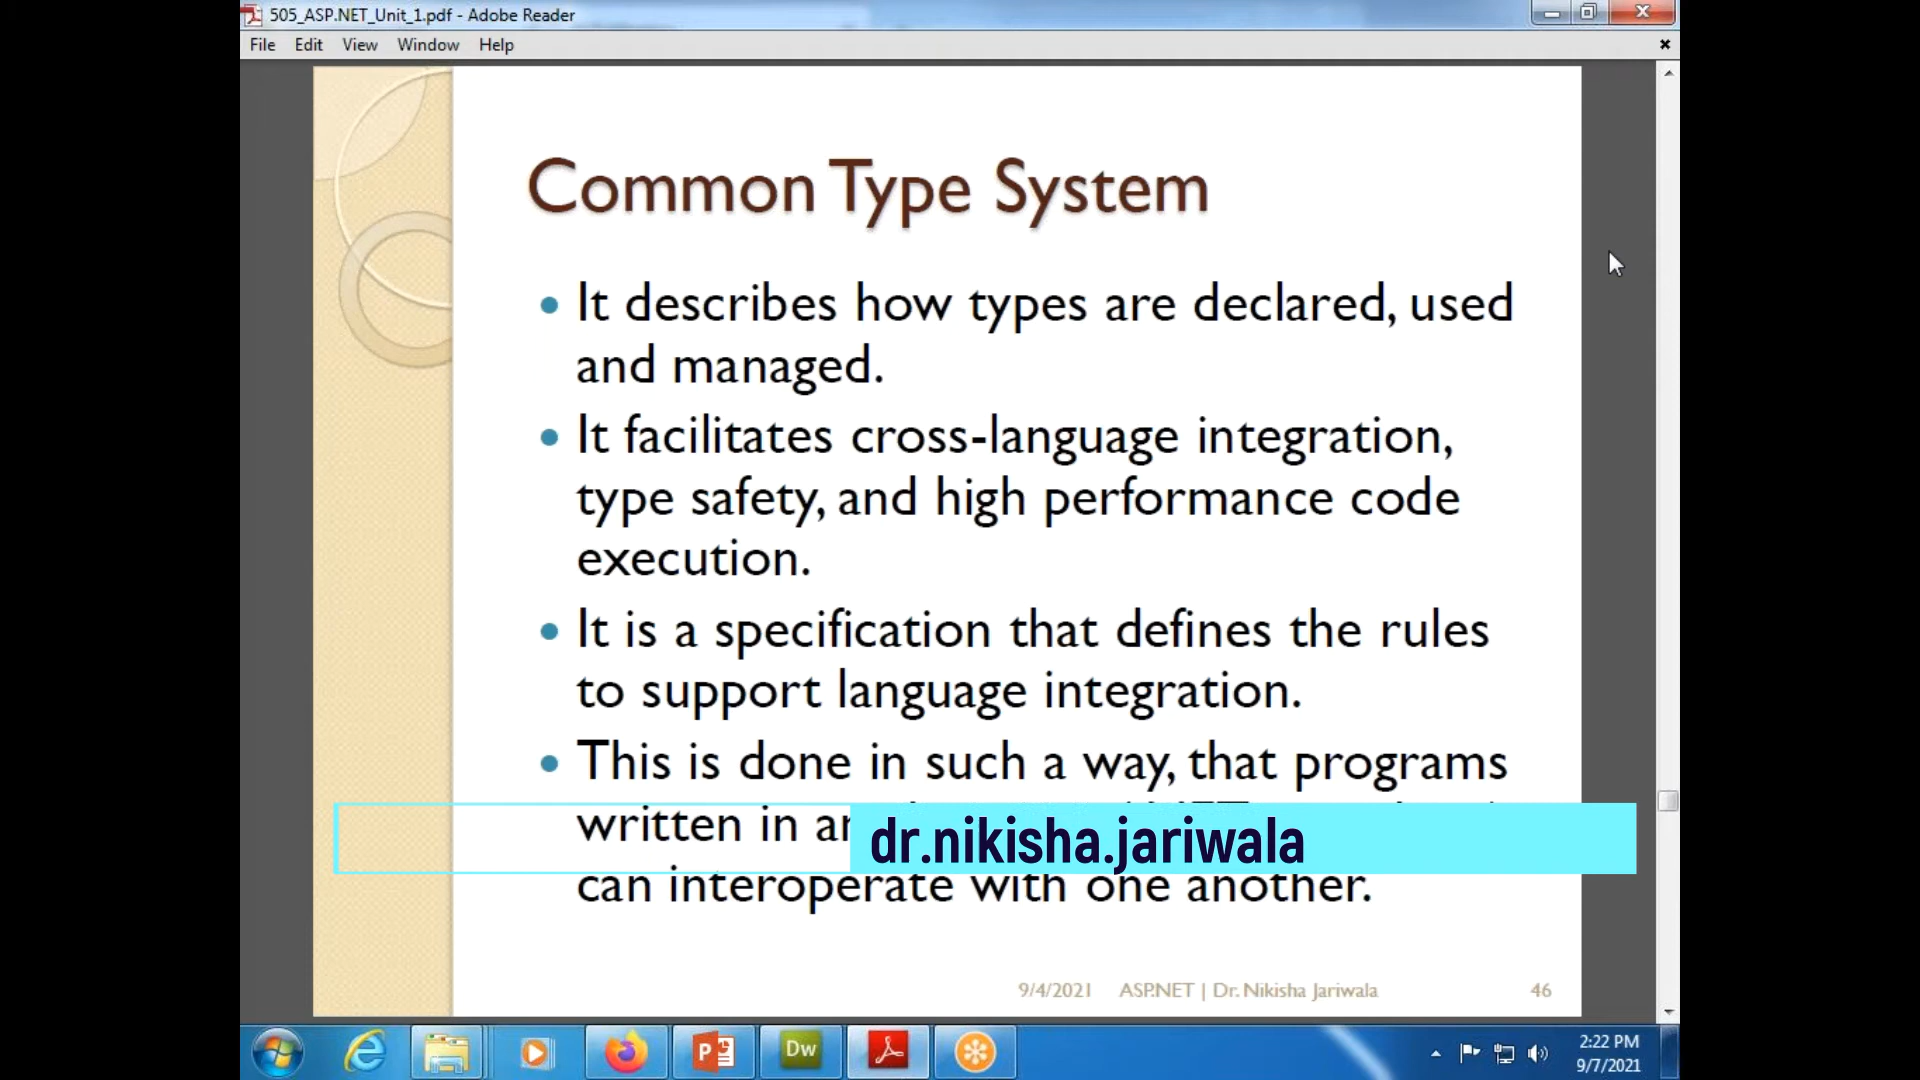 505_ASP.NET_Unit_1.pdf - Adobe Reader
File Edit View Window Help
Common Type System
It describes how types are declared, used
and managed.
It facilitates cross-language integration,
type safety, and high performance code
execution.
It is a specification that defines the rules
to support language integration.
This is done in such a way, that programs
written in
dr.nikisha.jariwala
can interoperate with one another.
9/4/2021 ASP.NET | Dr. Nikisha Jariwala 46
Dw
2:22 PM
9/7/2021